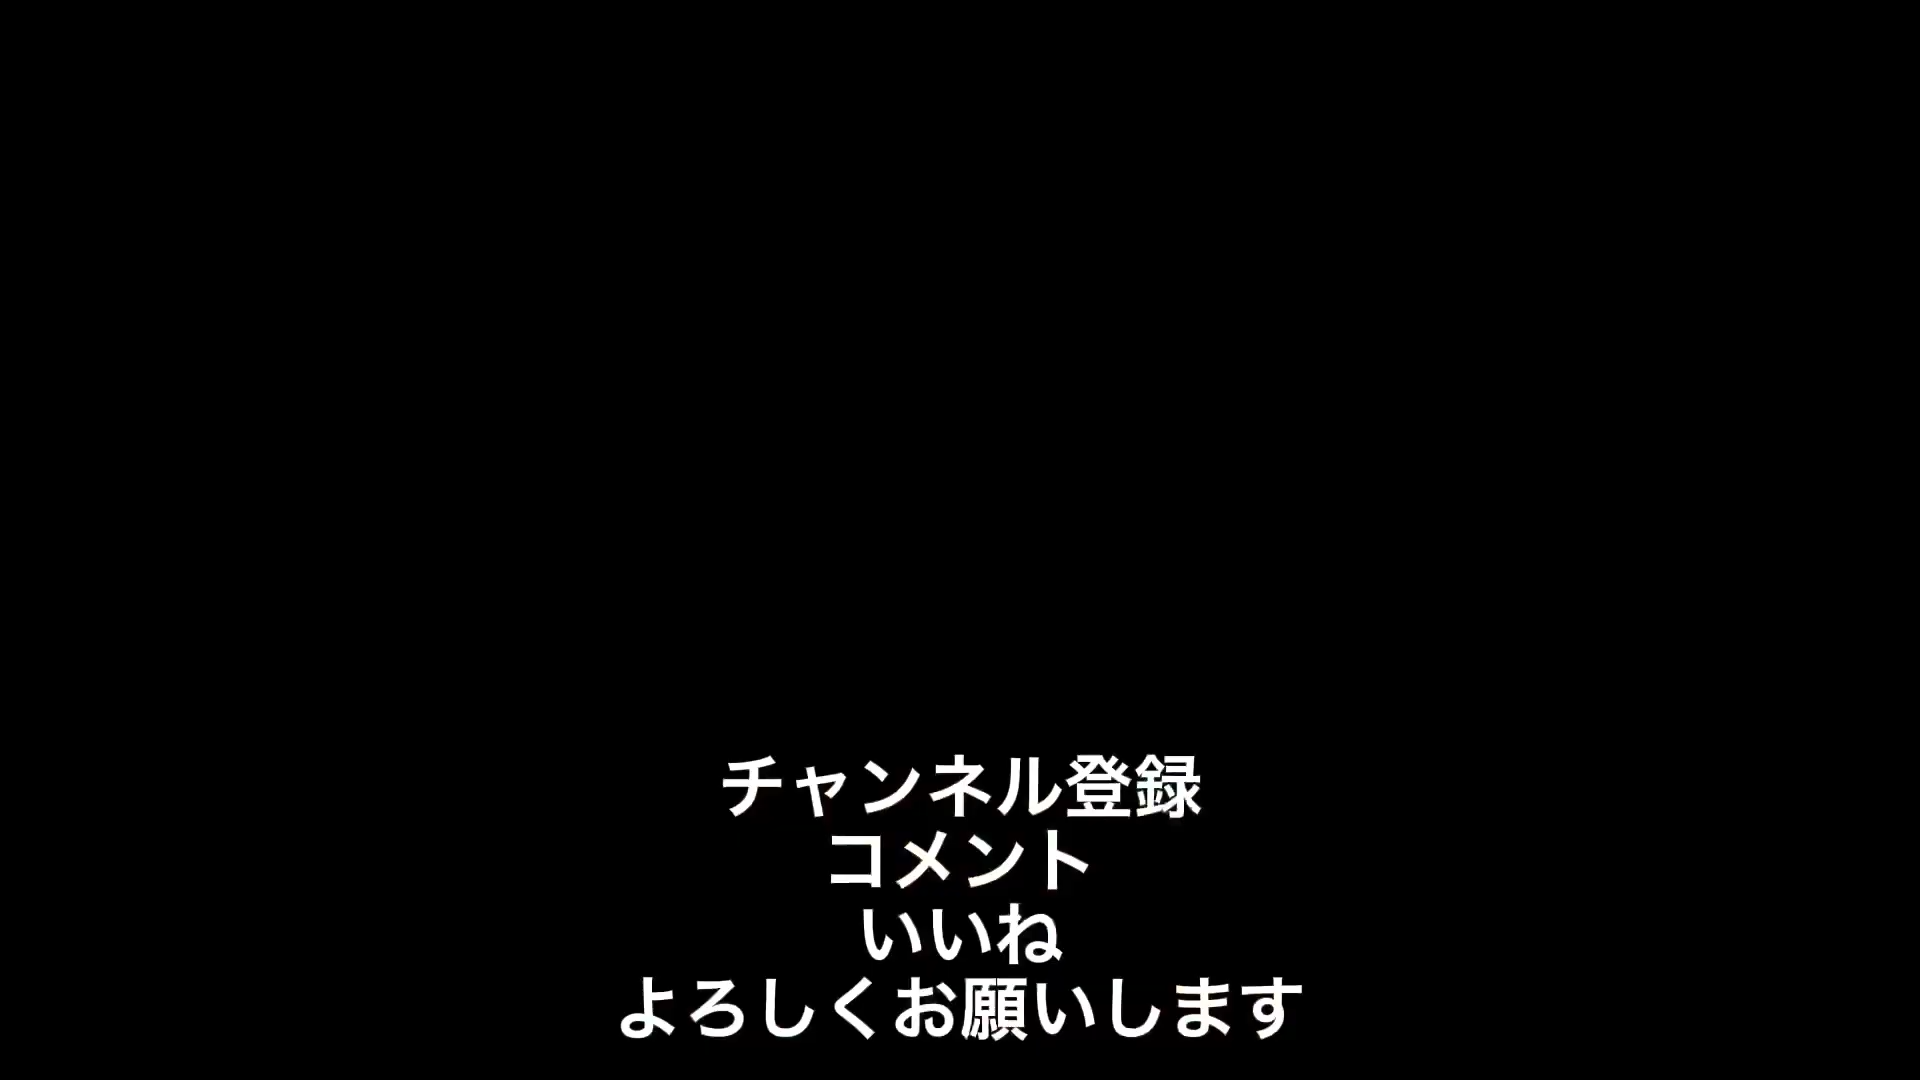 チャンネル登録
コメント
いいね
よろしくお願いします